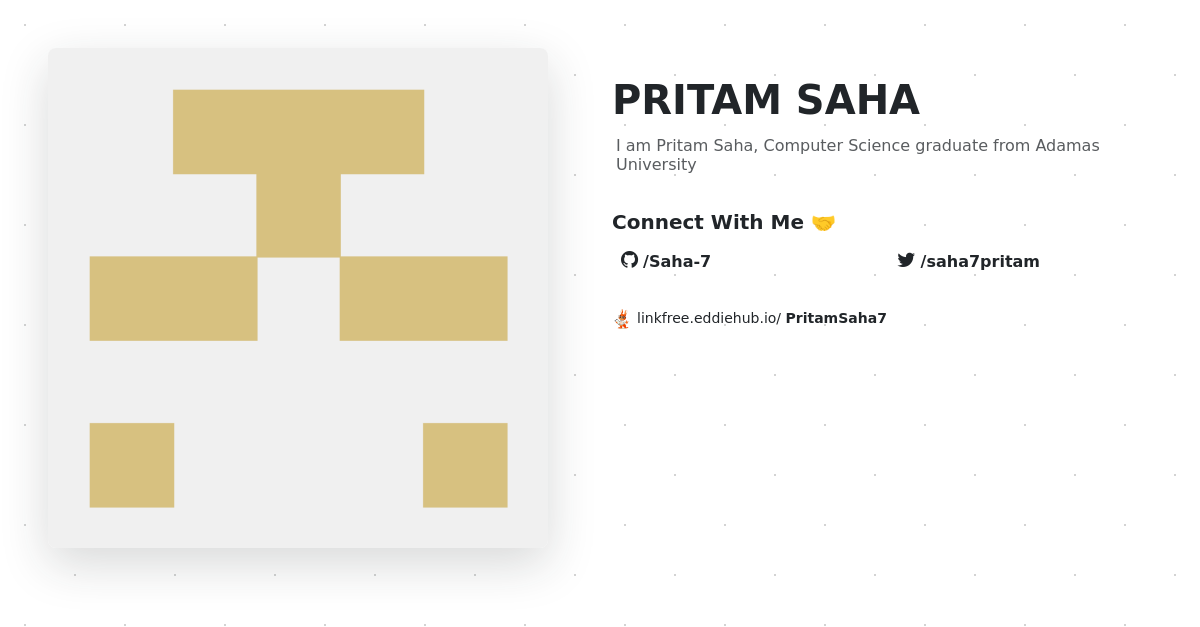 PRITAM SAHA
I am Pritam Saha, Computer Science graduate from Adamas
University
Connect With Me 🤝
/Saha-7 /saha7pritam
linkfree.eddiehub.io/ PritamSaha7